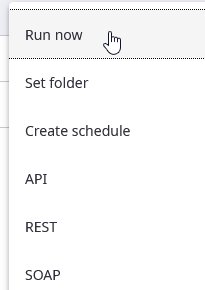 Run now
Set folder
Create schedule
API
REST
SOAP